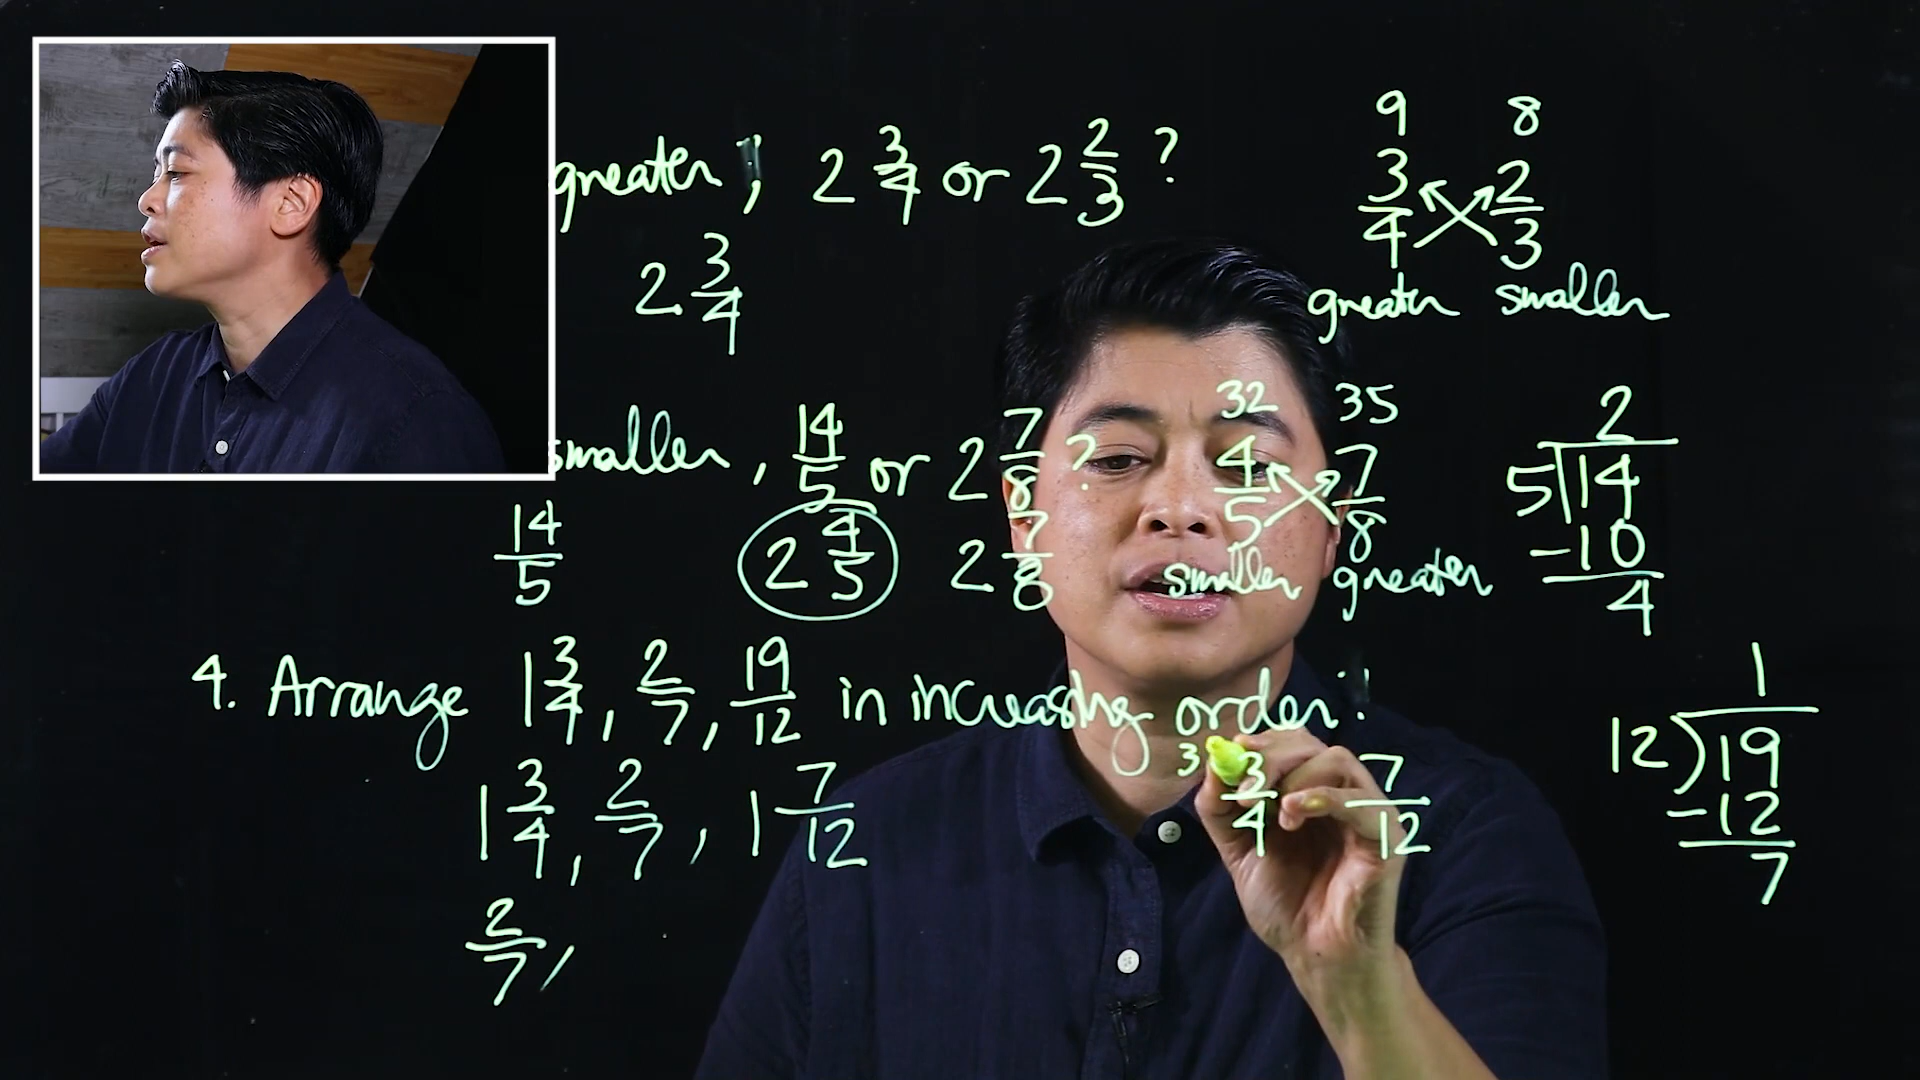 greater, 2 3/4 or 2 2/3 ?
2 3/4
9 8
3/4 2/3
greater smaller
smaller, 14/5 or 2 7/8 ?
14/5
2 4/5 2 7/8
32 35
4/5 7/8
smaller greater
2
5)14
-10
4
4. Arrange 1 3/4, 2/7, 19/12 in increasing order.
1 3/4, 2/7, 1 7/12
2/7,
3
3/4 7/12
1
12)19
-12
7